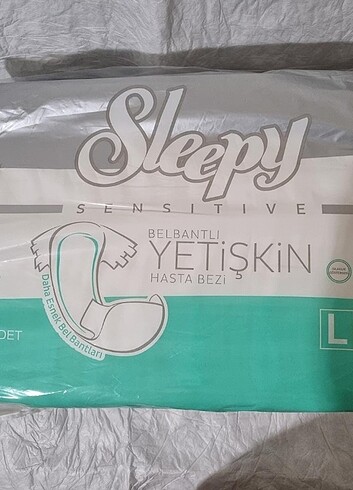 Sleepy
SENSITIVE
BELBANTLI
YETİŞKİN
HASTA BEZİ
Daha Esnek Bel Bantları
DET
L